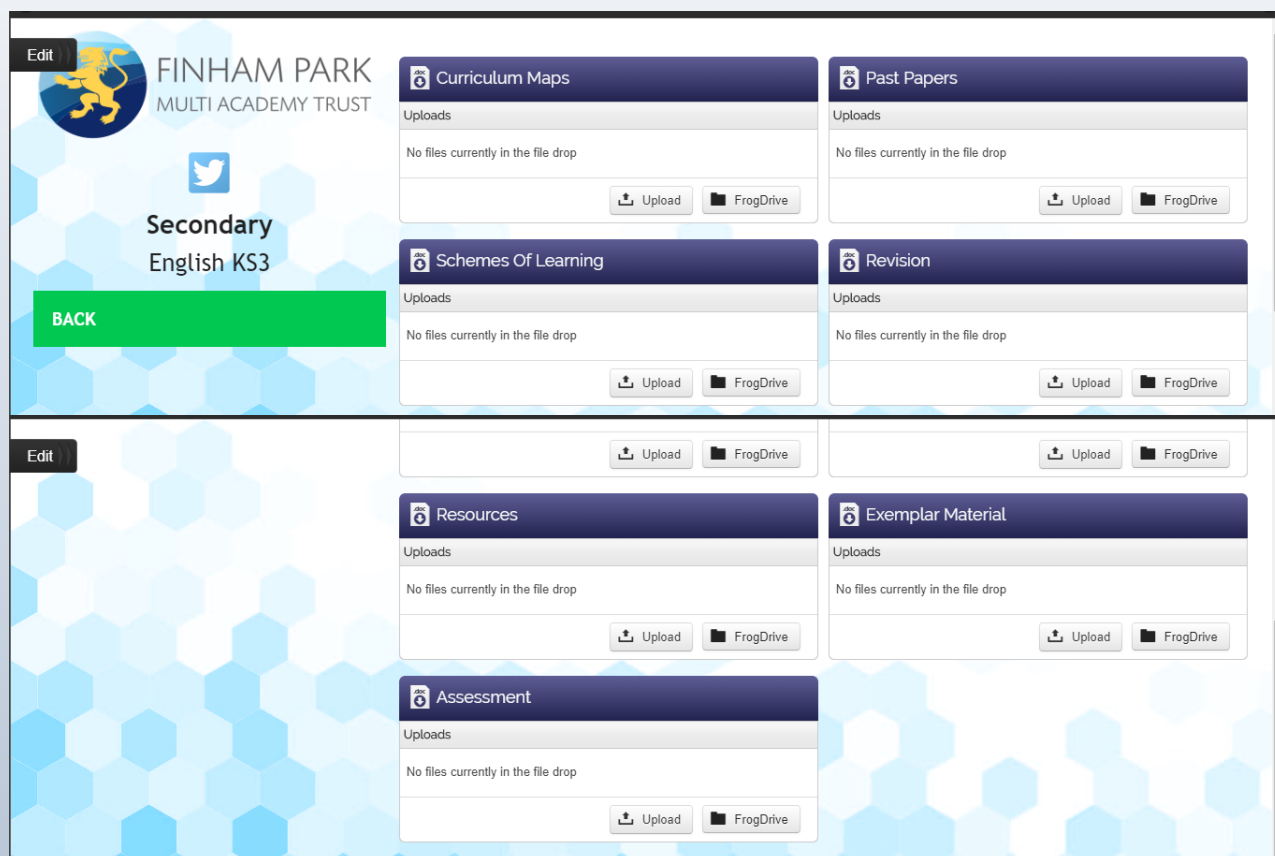 Edit
FINHAM PARK
MULTI ACADEMY TRUST
Secondary
English KS3
BACK
Curriculum Maps
Uploads
No files currently in the file drop
Upload FrogDrive
Past Papers
Uploads
No files currently in the file drop
Upload FrogDrive
Schemes Of Learning
Uploads
No files currently in the file drop
Upload FrogDrive
Revision
Uploads
No files currently in the file drop
Upload FrogDrive
Edit
Upload FrogDrive
Upload FrogDrive
Resources
Uploads
No files currently in the file drop
Upload FrogDrive
Exemplar Material
Uploads
No files currently in the file drop
Upload FrogDrive
Assessment
Uploads
No files currently in the file drop
Upload FrogDrive